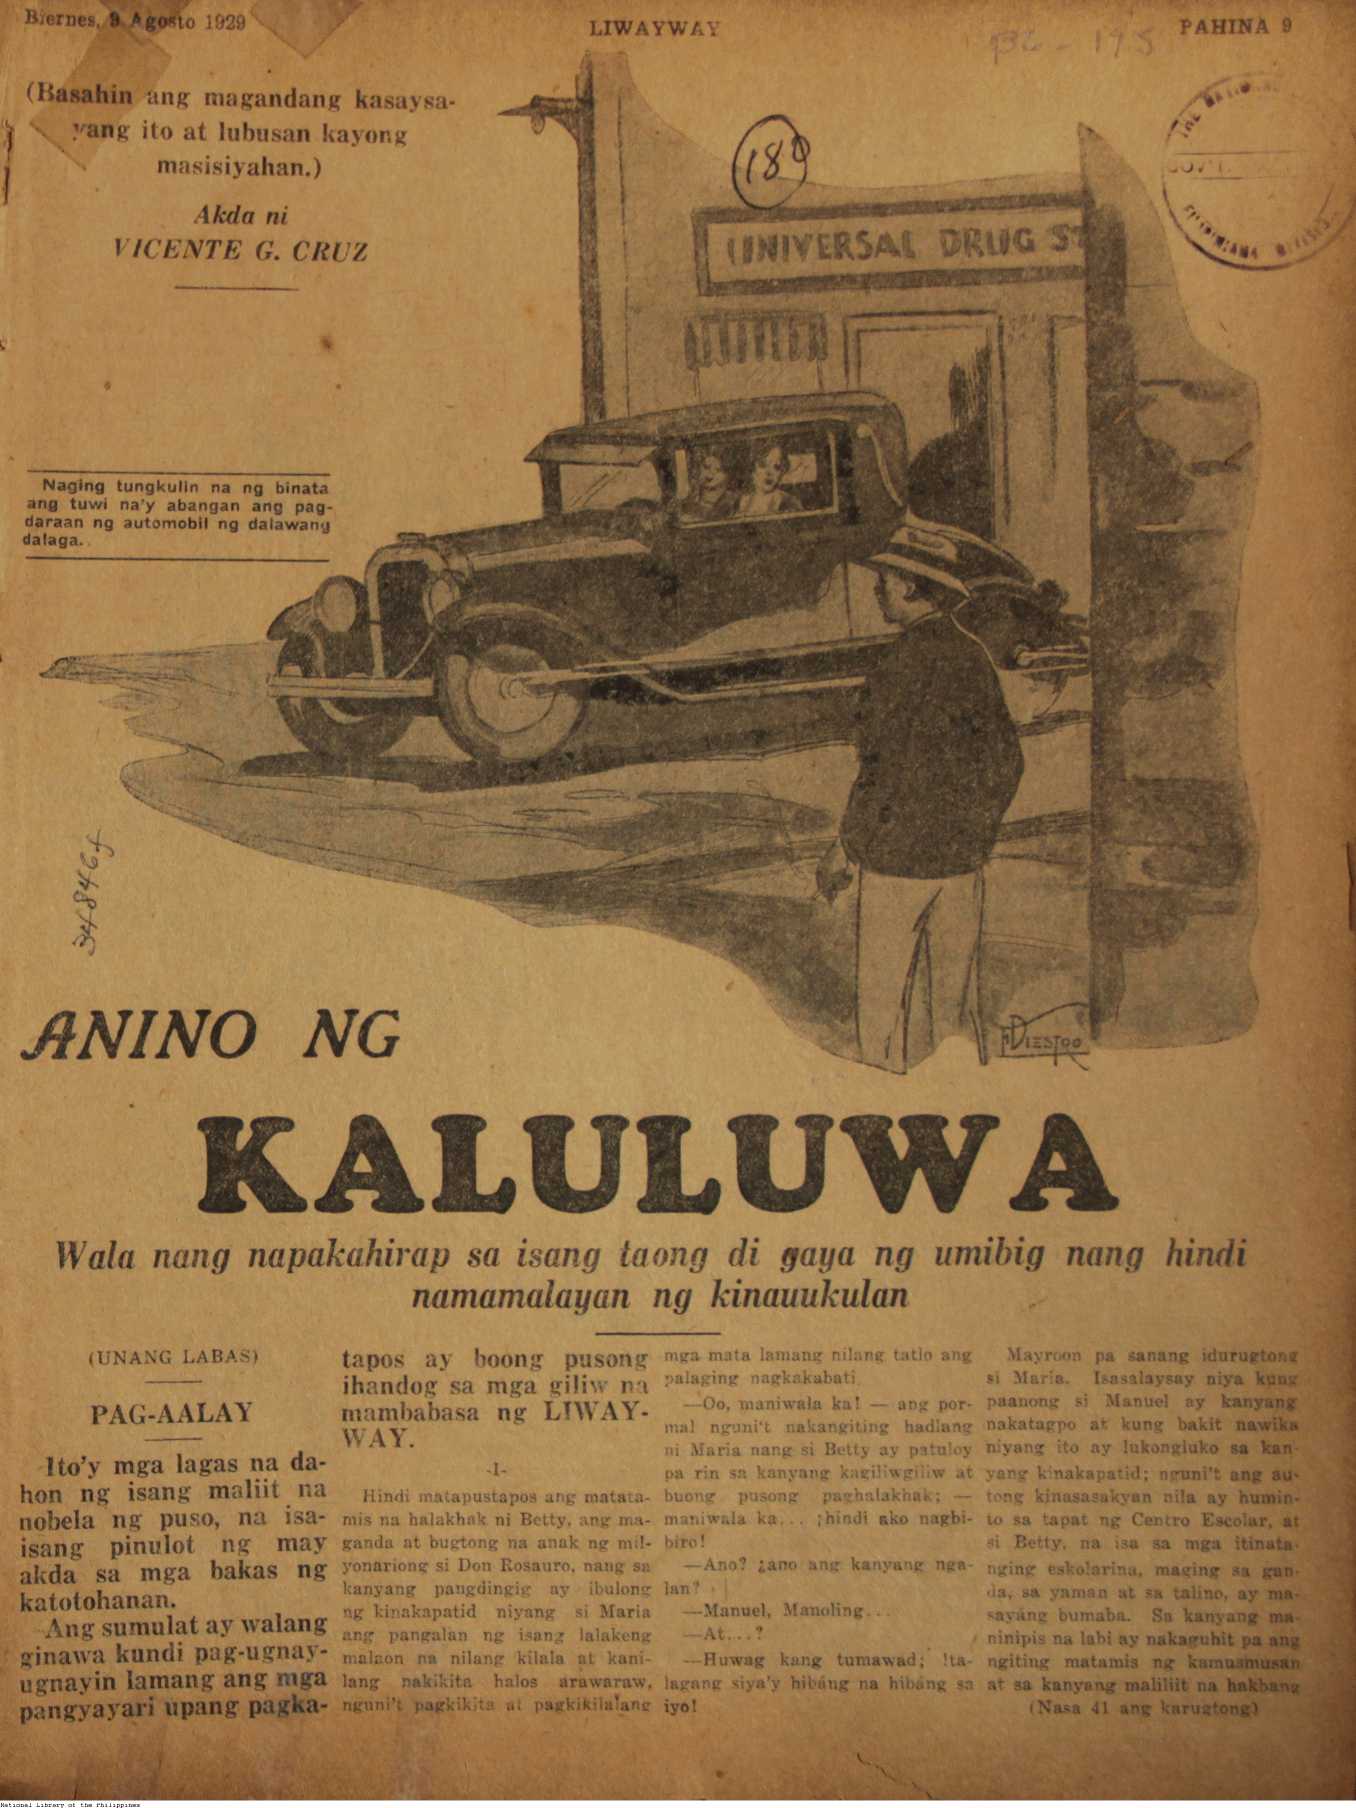 Biernes, 9 Agosto 1929
LIWAYWAY
PAHINA 9
(Basahin ang magandang kasaysa-
yang ito at lubusan kayong
masisiyahan.)
Akda ni
VICENTE G. CRUZ
189
UNIVERSAL DRUG ST
Naging tungkulin na ng binata
ang tuwi na'y abangan ang pag-
daraan ng automobil ng dalawang
dalaga.
34846f
ANINO NG
KALULUWA
Wala nang napakahirap sa isang taong di gaya ng umibig nang hindi
namamalayan ng kinauukulan
(UNANG LABAS)
PAG-AALAY
Ito'y mga lagas na da-
hon ng isang maliit na
nobela ng puso, na isa-
isang pinulot ng may
akda sa mga bakas ng
katotohanan.
Ang sumulat ay walang
ginawa kundi pag-ugnay-
ugnayin lamang ang mga
pangyayari upang pagka-
tapos ay boong pusong
ihandog sa mga giliw na
mambabasa ng LIWAY-
WAY.
-I-
Hindi matapustapos ang matata-
mis na halakhak ni Betty, ang ma-
ganda at bugtong na anak ng mil-
yonariong si Don Rosauro, nang sa
kanyang pangdingig ay ibulong
ng kinakapatid niyang si Maria
ang pangalan ng isang lalakeng
malaon na nilang kilala at kani-
lang nakikita halos arawaraw,
nguni't pagkikita at pagkikilalang
mga mata lamang nilang tatlo ang
palaging nagkakabati
—Oo, maniwala ka! — ang por-
mal nguni't nakangiting hadlang
ni Maria nang si Betty ay patuloy
pa rin sa kanyang kagiliwgiliw at
buong pusong paghalakhak; —
maniwala ka... ¡hindi ako nagbi-
biro!
—Ano? ¿ano ang kanyang nga-
lan?
—Manuel, Manoling...
—At...?
—Huwag kang tumawad; !ta-
lagang siya'y hibáng na hibáng sa
iyo!
Mayroon pa sanang idurugtong
si Maria. Isasalaysay niya kung
paanong si Manuel ay kanyang
nakatagpo at kung bakit nawika
niyang ito ay lukongluko sa kan-
yang kinakapatid; nguni't ang au-
tong kinasasakyan nila ay humin-
to sa tapat ng Centro Escolar, at
si Betty, na isa sa mga itinata-
nging eskolarina, maging sa gan-
da, sa yaman at sa talino, ay ma-
sayáng bumaba. Sa kanyang ma-
ninipis na labi ay nakaguhit pa ang
ngiting matamis ng kamusmusan
at sa kanyang maliliit na hakbang
(Nasa 41 ang karugtong)
National Library of the Philippines